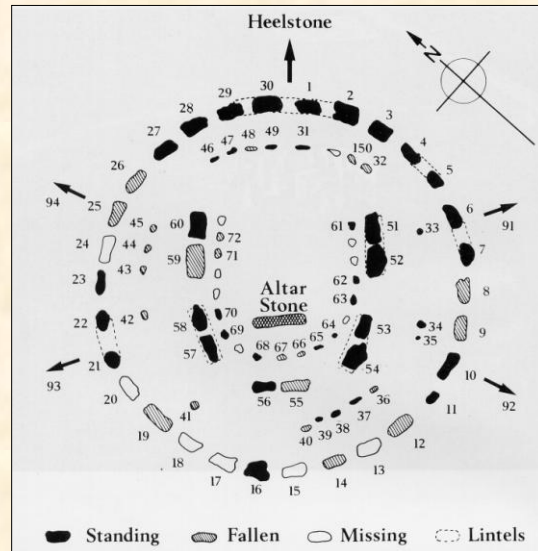 Heelstone
N
29 30 1 2
28 3
27 46 47 48 49 31 150 32 4
26 5
94 25 45 60 72 61 51 33 6 91
24 44 59 71 52 7
43
23 62 8
42 70 Altar 63
22 58 Stone 64 53 34 9
69 35
21 57 68 67 66 65 54 10
93 92
20 56 55 36 11
41 37
19 40 39 38 12
18 13
17 16 15 14
Standing Fallen Missing Lintels